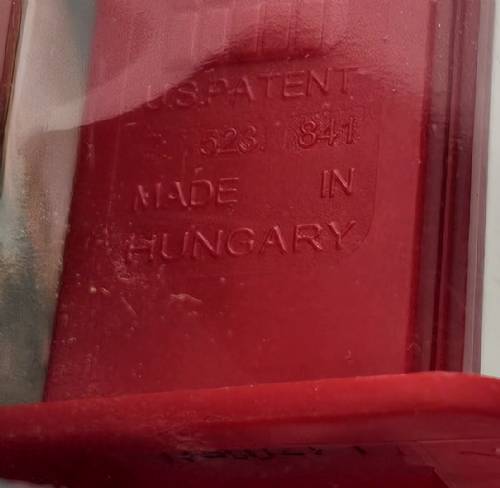 U.S.PATENT
523 841
MADE IN
HUNGARY